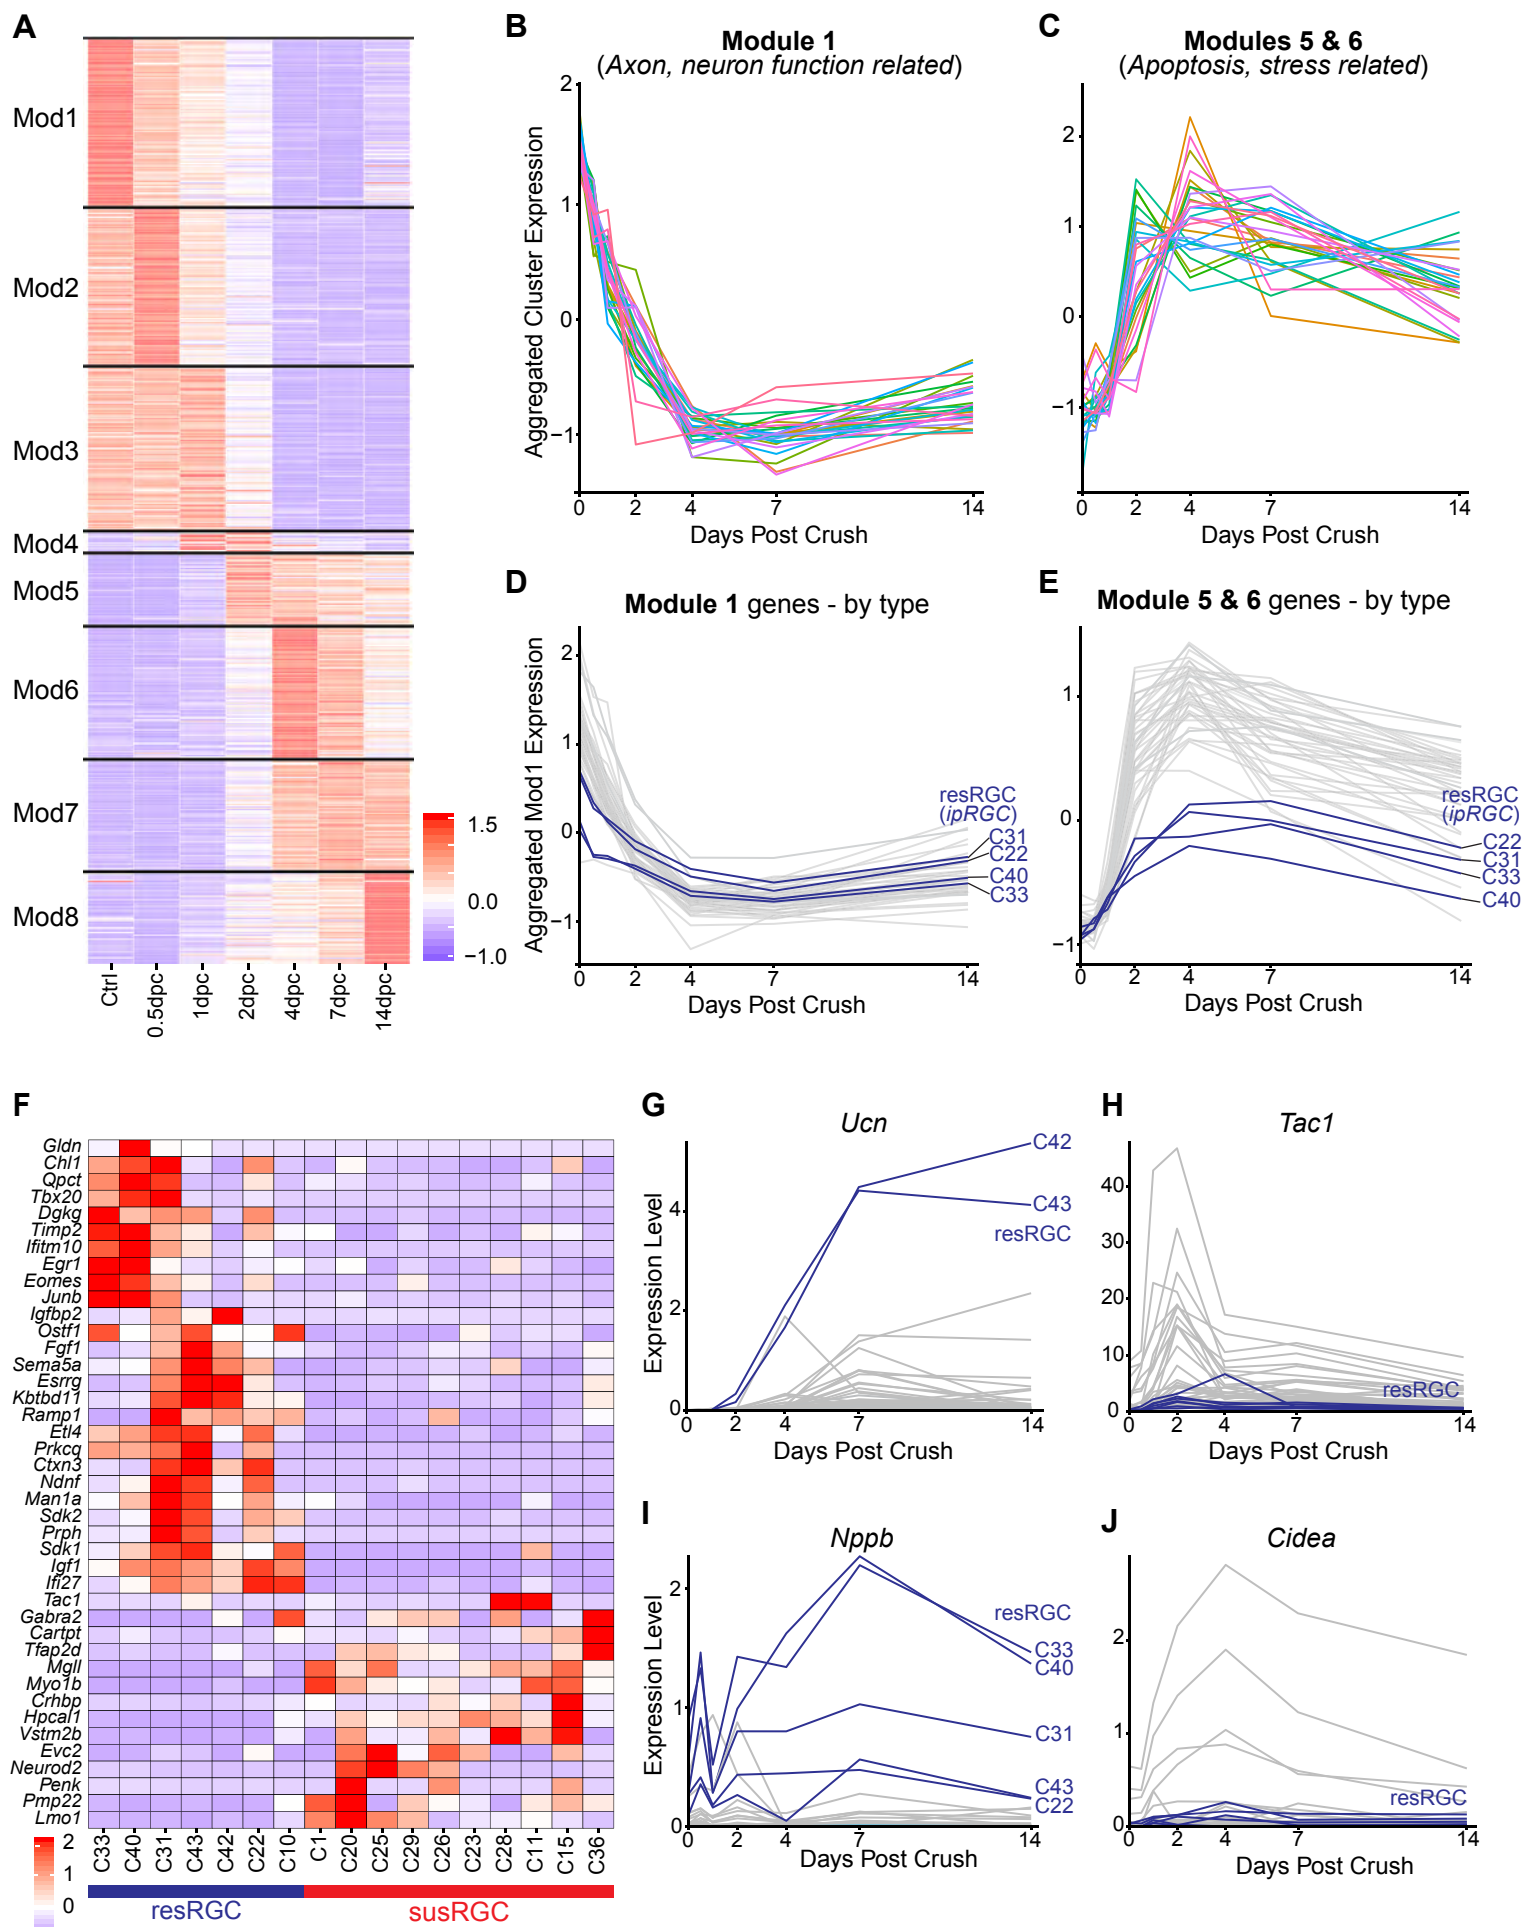 A
Mod1
Mod2
Mod3
Mod4
Mod5
Mod6
Mod7
Mod8
Ctrl
0.5dpc
1dpc
2dpc
4dpc
7dpc
14dpc
1.5
0.0
−1.0
B
Module 1
(Axon, neuron function related)
Aggregated Cluster Expression
2
1
0
−1
0 2 4 7 14
Days Post Crush
C
Modules 5 & 6
(Apoptosis, stress related)
2
1
0
−1
0 2 4 7 14
Days Post Crush
D
Module 1 genes - by type
Aggregated Mod1 Expression
2
1
0
−1
resRGC
(ipRGC)
C31
C22
C40
C33
0 2 4 7 14
Days Post Crush
E
Module 5 & 6 genes - by type
1
0
−1
resRGC
(ipRGC)
C22
C31
C33
C40
0 2 4 7 14
Days Post Crush
F
Gldn
Chl1
Qpct
Tbx20
Dgkg
Timp2
Ifitm10
Egr1
Eomes
Junb
Igfbp2
Ostf1
Fgf1
Sema5a
Esrrg
Kbtbd11
Ramp1
Etl4
Prkcq
Ctxn3
Ndnf
Man1a
Sdk2
Prph
Sdk1
Igf1
Ifi27
Tac1
Gabra2
Cartpt
Tfap2d
Mgll
Myo1b
Crhbp
Hpcal1
Vstm2b
Evc2
Neurod2
Penk
Pmp22
Lmo1
2
1
0
C33 C40 C31 C43 C42 C22 C10 C1 C20 C25 C29 C26 C23 C28 C11 C15 C36
resRGC susRGC
G
Ucn
Expression Level
4
2
0
C42
C43
resRGC
0 2 4 7 14
Days Post Crush
H
Tac1
40
30
20
10
0
resRGC
0 2 4 7 14
Days Post Crush
I
Nppb
Expression Level
2
1
0
resRGC
C33
C40
C31
C43
C22
0 2 4 7 14
Days Post Crush
J
Cidea
2
1
0
resRGC
0 2 4 7 14
Days Post Crush